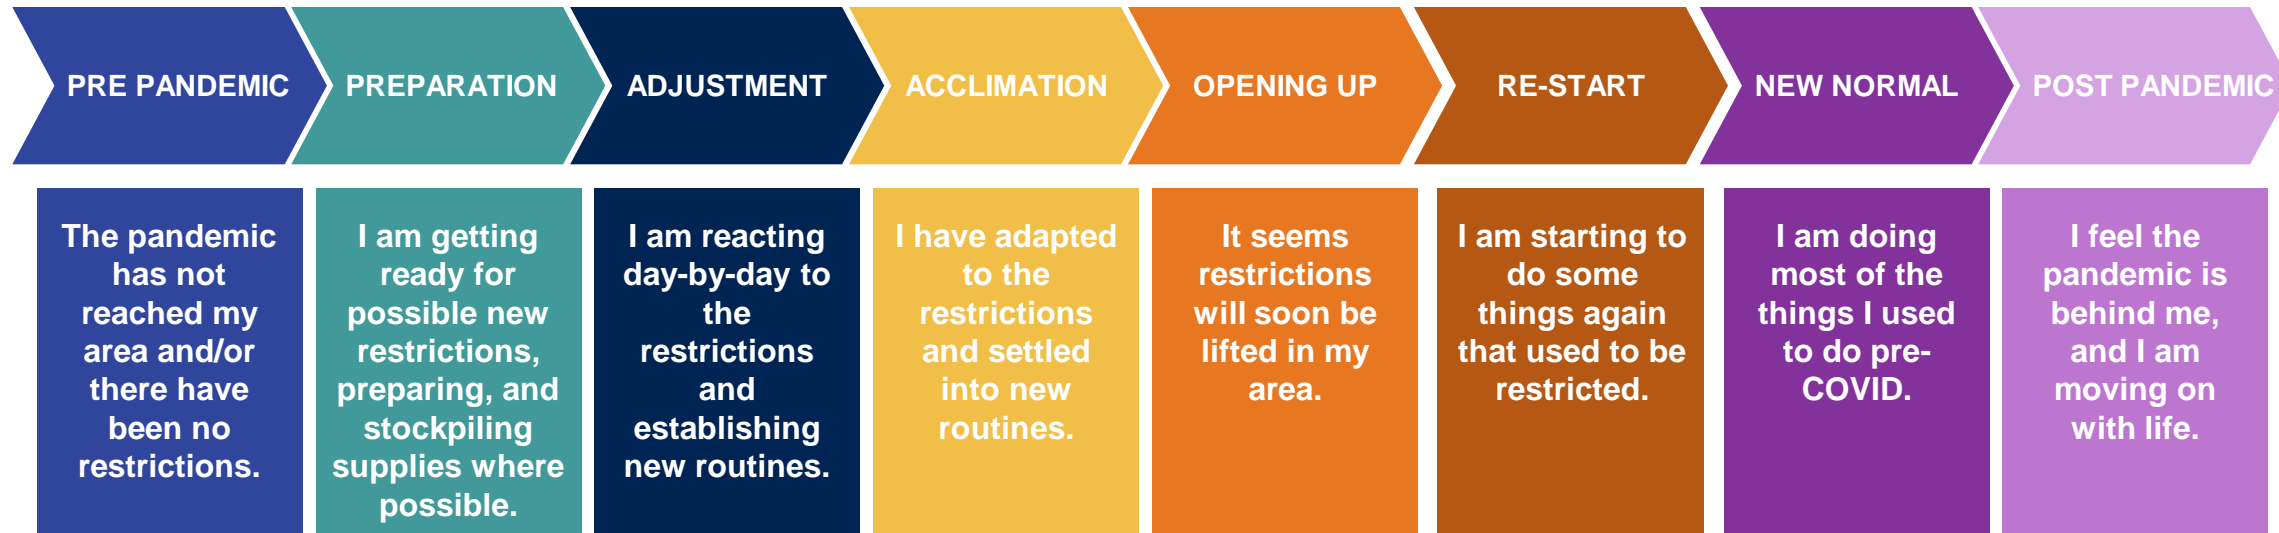 PRE PANDEMIC
PREPARATION
ADJUSTMENT
ACCLIMATION
OPENING UP
RE-START
NEW NORMAL
POST PANDEMIC
The pandemic
has not
reached my
area and/or
there have
been no
restrictions.
I am getting
ready for
possible new
restrictions,
preparing, and
stockpiling
supplies where
possible.
I am reacting
day-by-day to
the
restrictions
and
establishing
new routines.
I have adapted
to the
restrictions
and settled
into new
routines.
It seems
restrictions
will soon be
lifted in my
area.
I am starting to
do some
things again
that used to be
restricted.
I am doing
most of the
things I used
to do pre-
COVID.
I feel the
pandemic is
behind me,
and I am
moving on
with life.